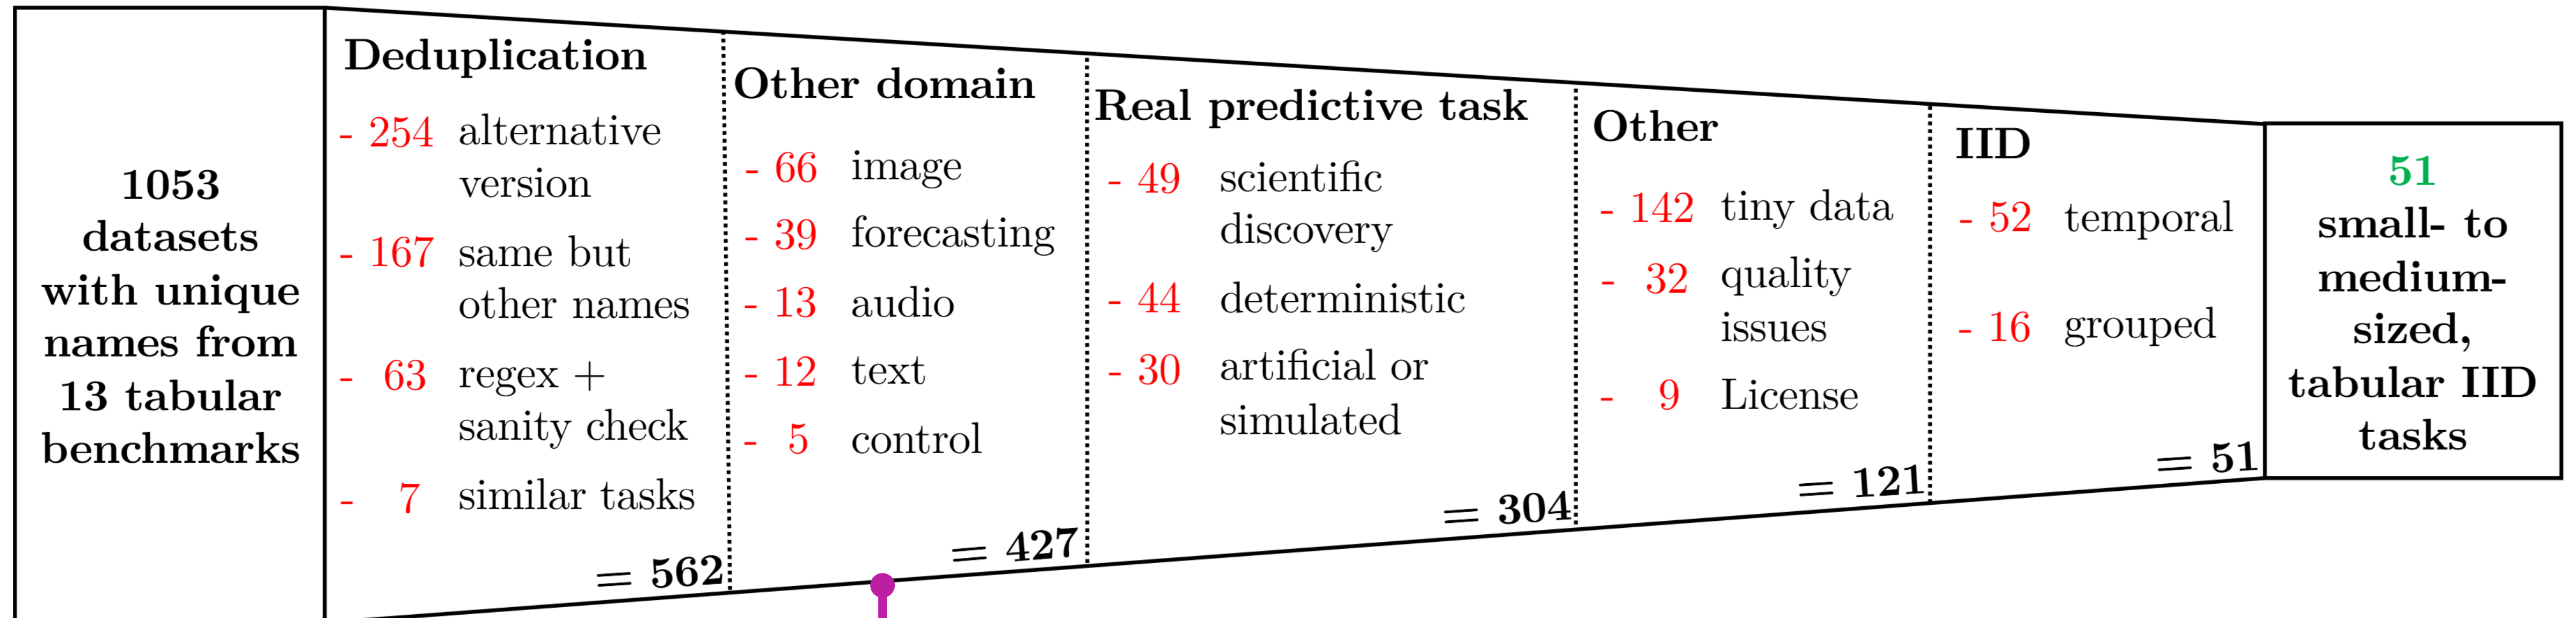 1053
datasets
with unique
names from
13 tabular
benchmarks
Deduplication
- 254 alternative
version
- 167 same but
other names
- 63 regex +
sanity check
- 7 similar tasks
= 562
Other domain
- 66 image
- 39 forecasting
- 13 audio
- 12 text
- 5 control
= 427
Real predictive task
- 49 scientific
discovery
- 44 deterministic
- 30 artificial or
simulated
= 304
Other
- 142 tiny data
- 32 quality
issues
- 9 License
= 121
IID
- 52 temporal
- 16 grouped
= 51
51
small- to
medium-
sized,
tabular IID
tasks